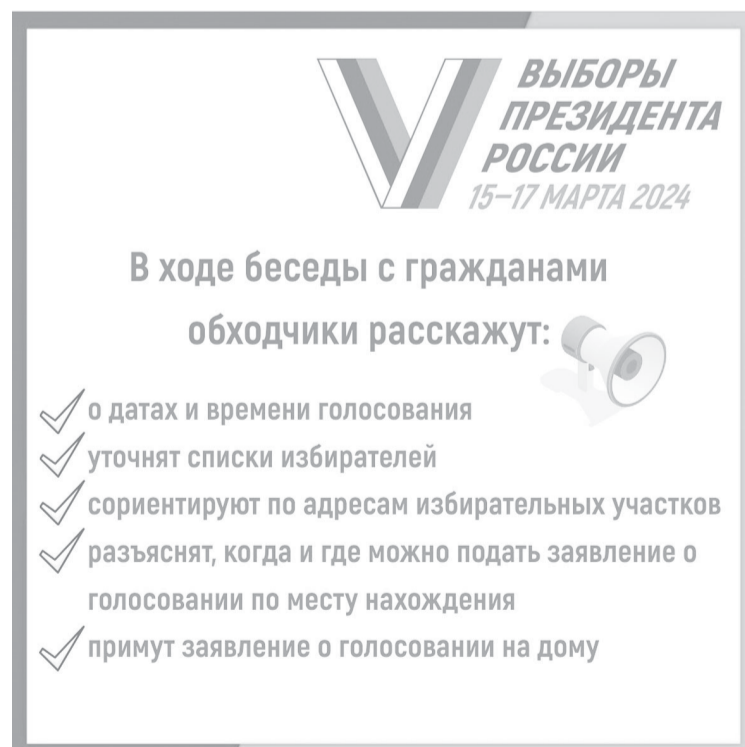 ВЫБОРЫ
ПРЕЗИДЕНТА
РОССИИ
15–17 МАРТА 2024
В ходе беседы с гражданами
обходчики расскажут:
о датах и времени голосования
уточнят списки избирателей
сориентируют по адресам избирательных участков
разъяснят, когда и где можно подать заявление о
голосовании по месту нахождения
примут заявление о голосовании на дому